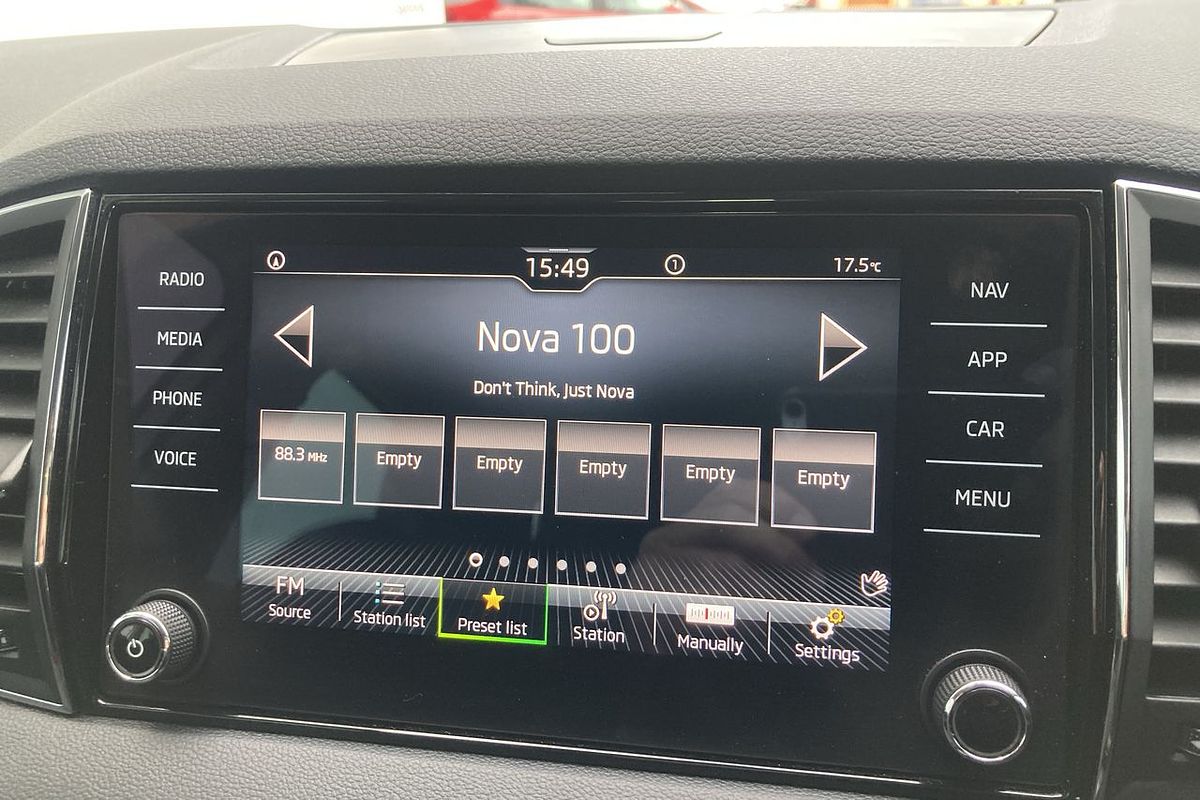 RADIO
MEDIA
PHONE
VOICE
15:49
1
17.5°C
Nova 100
Don't Think, Just Nova
88.3 MHz
Empty
Empty
Empty
Empty
Empty
FM
Source
Station list
Preset list
Station
Manually
Settings
NAV
APP
CAR
MENU